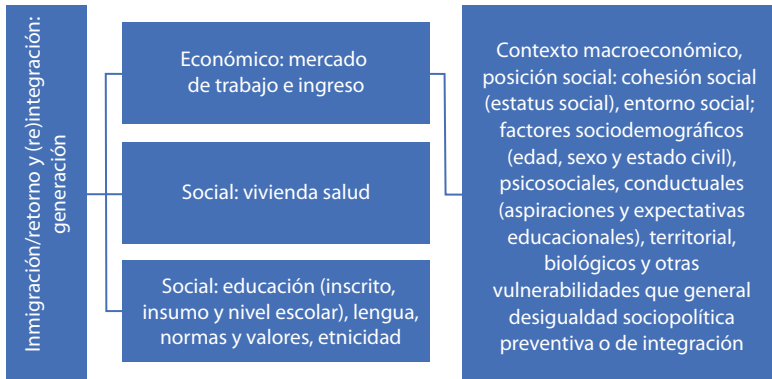 Inmigración/retorno y (re)integración:
generación
Económico: mercado
de trabajo e ingreso
Social: vivienda salud
Social: educación (inscrito,
insumo y nivel escolar), lengua,
normas y valores, etnicidad
Contexto macroeconómico,
posición social: cohesión social
(estatus social), entorno social;
factores sociodemográficos
(edad, sexo y estado civil),
psicosociales, conductuales
(aspiraciones y expectativas
educacionales), territorial,
biológicos y otras
vulnerabilidades que general
desigualdad sociopolítica
preventiva o de integración